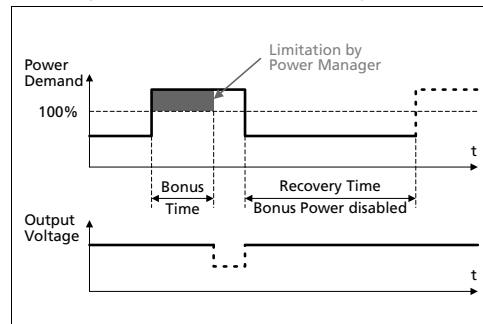 Limitation by
Power Manager
Power
Demand
100%
t
Bonus
Time
Recovery Time
Bonus Power disabled
Output
Voltage
t